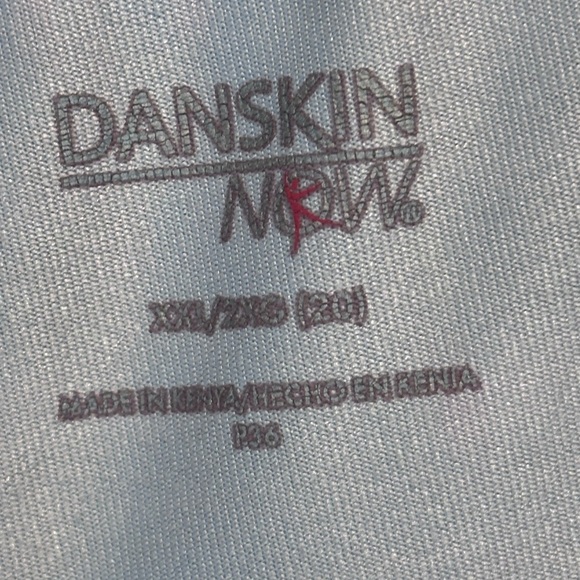 DANSKIN
NOW®
XXL/2XG (20)
MADE IN KENYA/HECHO EN KENIA
P36